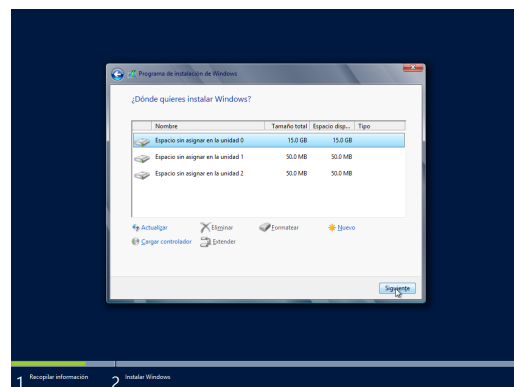 Programa de instalación de Windows
¿Dónde quieres instalar Windows?
Nombre Tamaño total Espacio disp... Tipo
Espacio sin asignar en la unidad 0 15.0 GB 15.0 GB
Espacio sin asignar en la unidad 1 50.0 MB 50.0 MB
Espacio sin asignar en la unidad 2 50.0 MB 50.0 MB
Actualizar Eliminar Formatear Nuevo
Cargar controlador Extender
Siguiente
1 Recopilar información 2 Instalar Windows